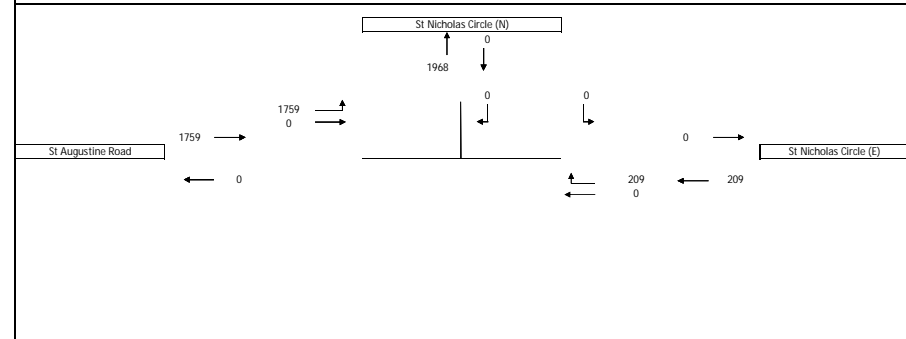 St Nicholas Circle (N)
0
1968
0 0
1759
0
1759 0
St Augustine Road St Nicholas Circle (E)
0 209 209
0